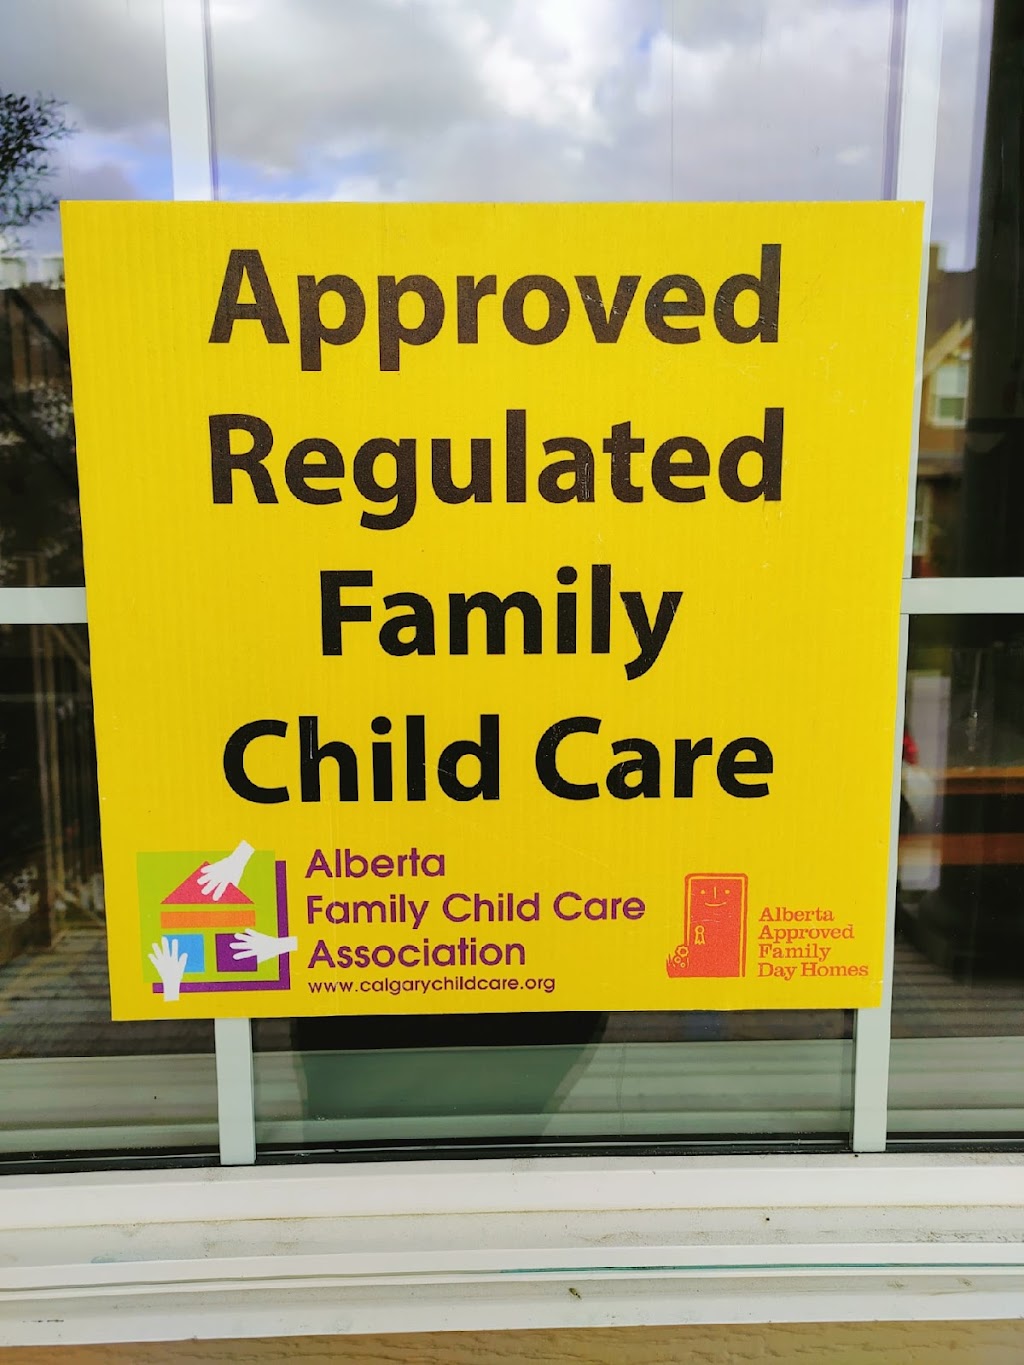 Approved
Regulated
Family
Child Care
Alberta
Family Child Care
Association
www.calgarychildcare.org
Alberta
Approved
Family
Day Homes